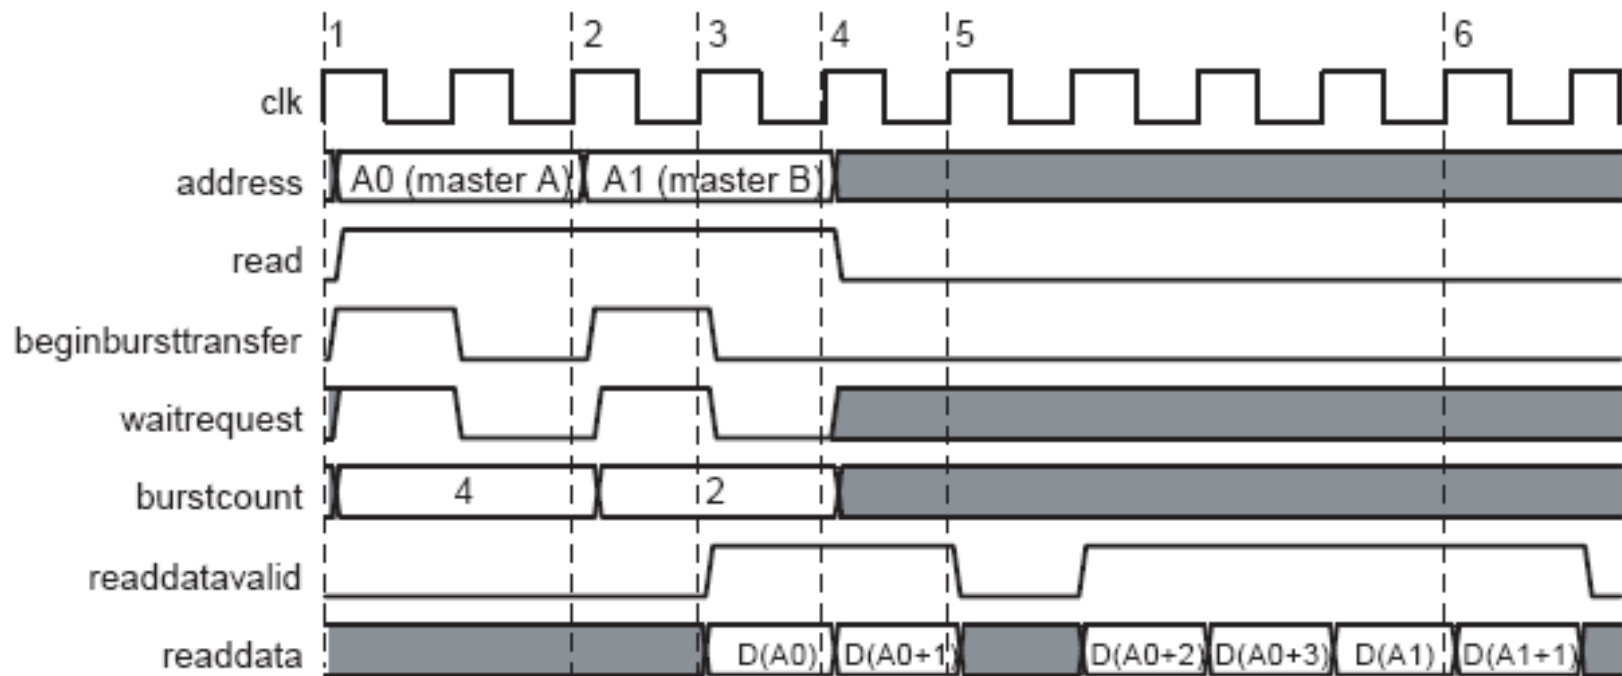 1 2 3 4 5 6
clk
address A0 (master A) A1 (master B)
read
beginbursttransfer
waitrequest
burstcount 4 2
readdatavalid
readdata D(A0) D(A0+1) D(A0+2) D(A0+3) D(A1) D(A1+1)